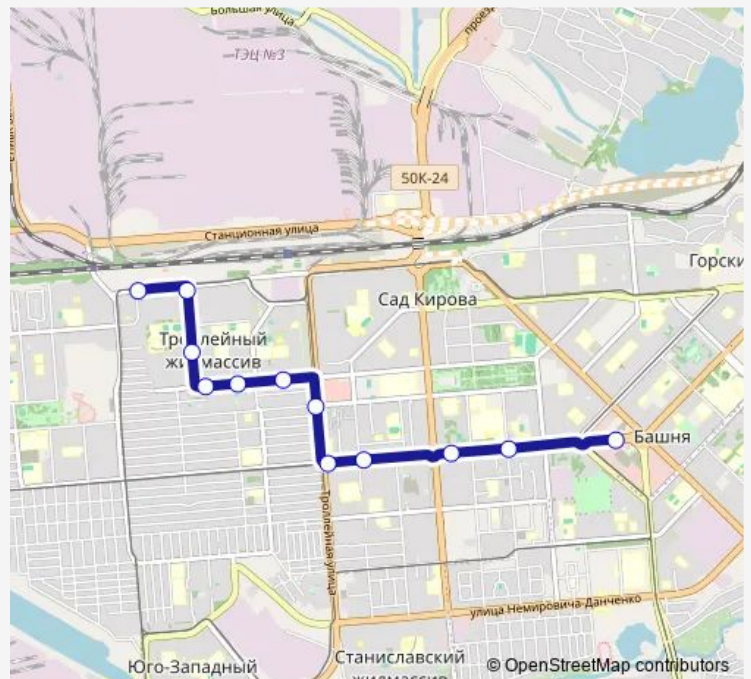 Большая улица
ТЭЦ №3
проезд
50К-24
Станционная улица
Горски
Сад Кирова
Троллейный
жилмассив
Башня
Троллейная улица
улица Немировича-Данченко
Станиславский
жилмассив
Юго-Западный
© OpenStreetMap contributors